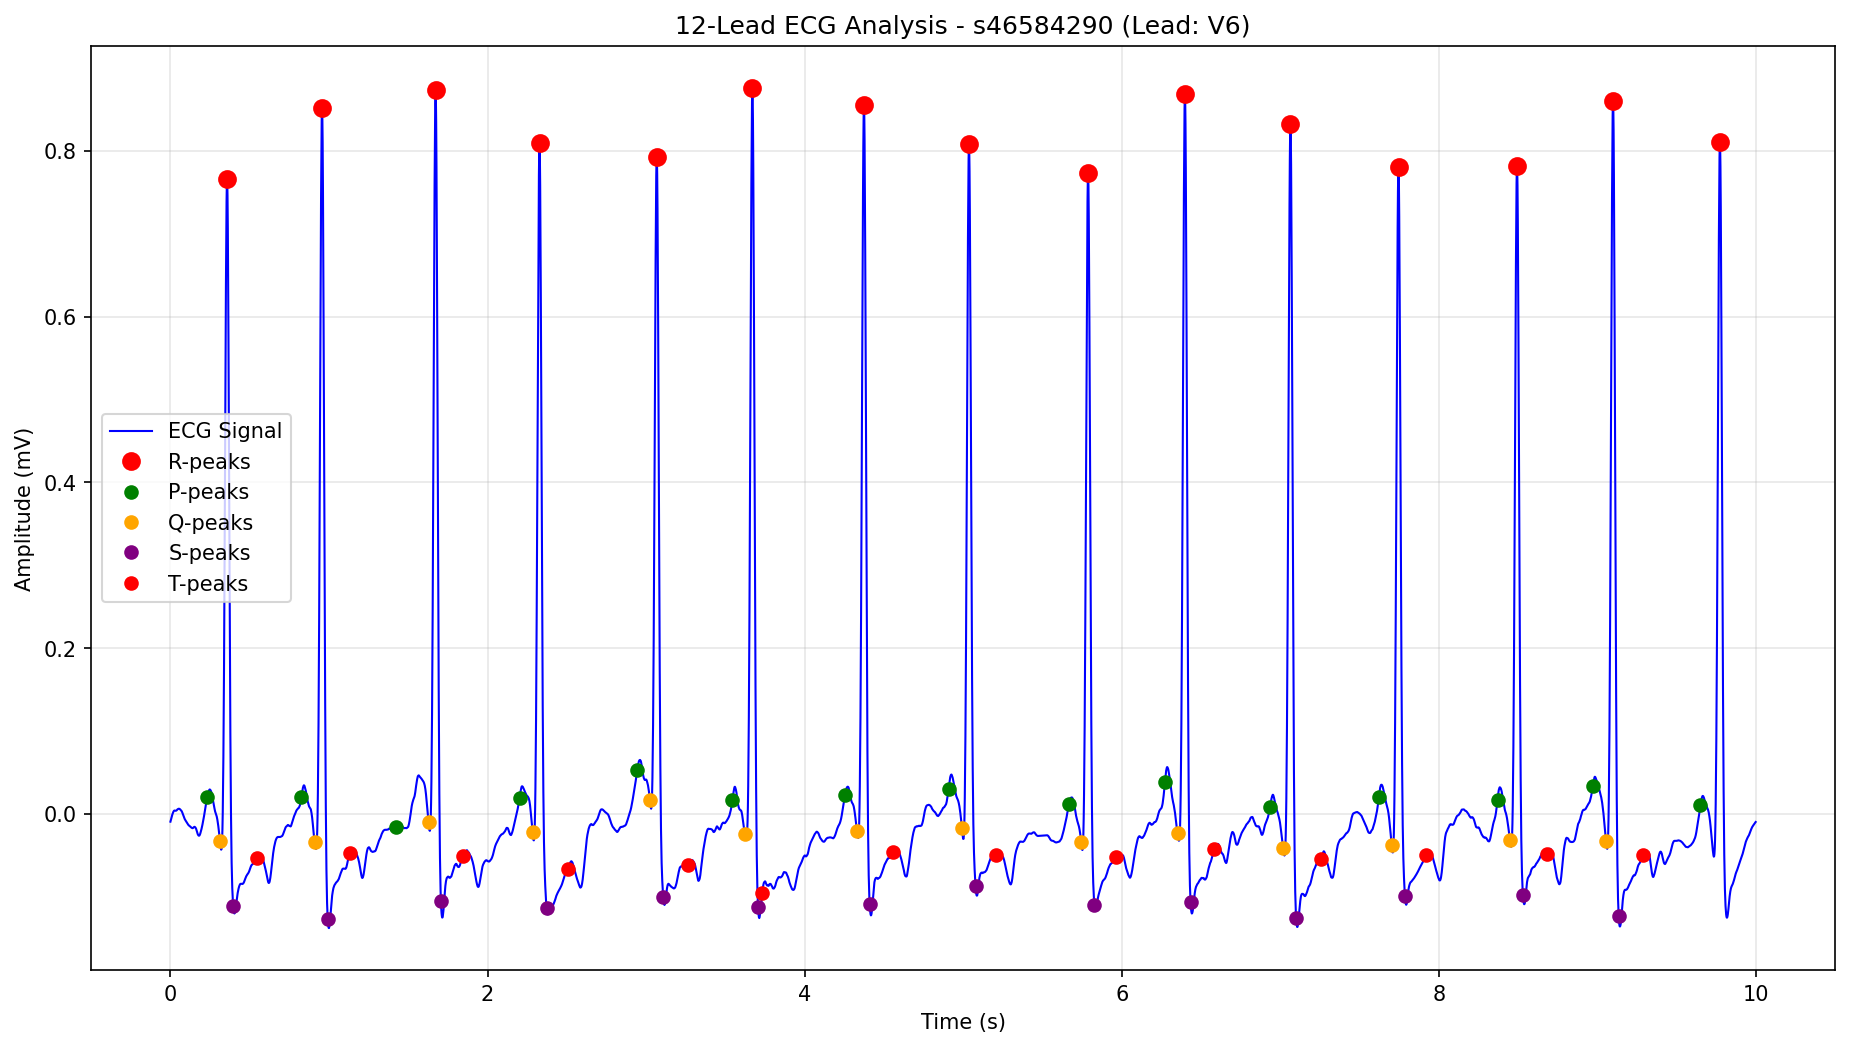 12-Lead ECG Analysis - s46584290 (Lead: V6)
Amplitude (mV)
0.8
0.6
0.4
0.2
0.0
ECG Signal
R-peaks
P-peaks
Q-peaks
S-peaks
T-peaks
0 2 4 6 8 10
Time (s)